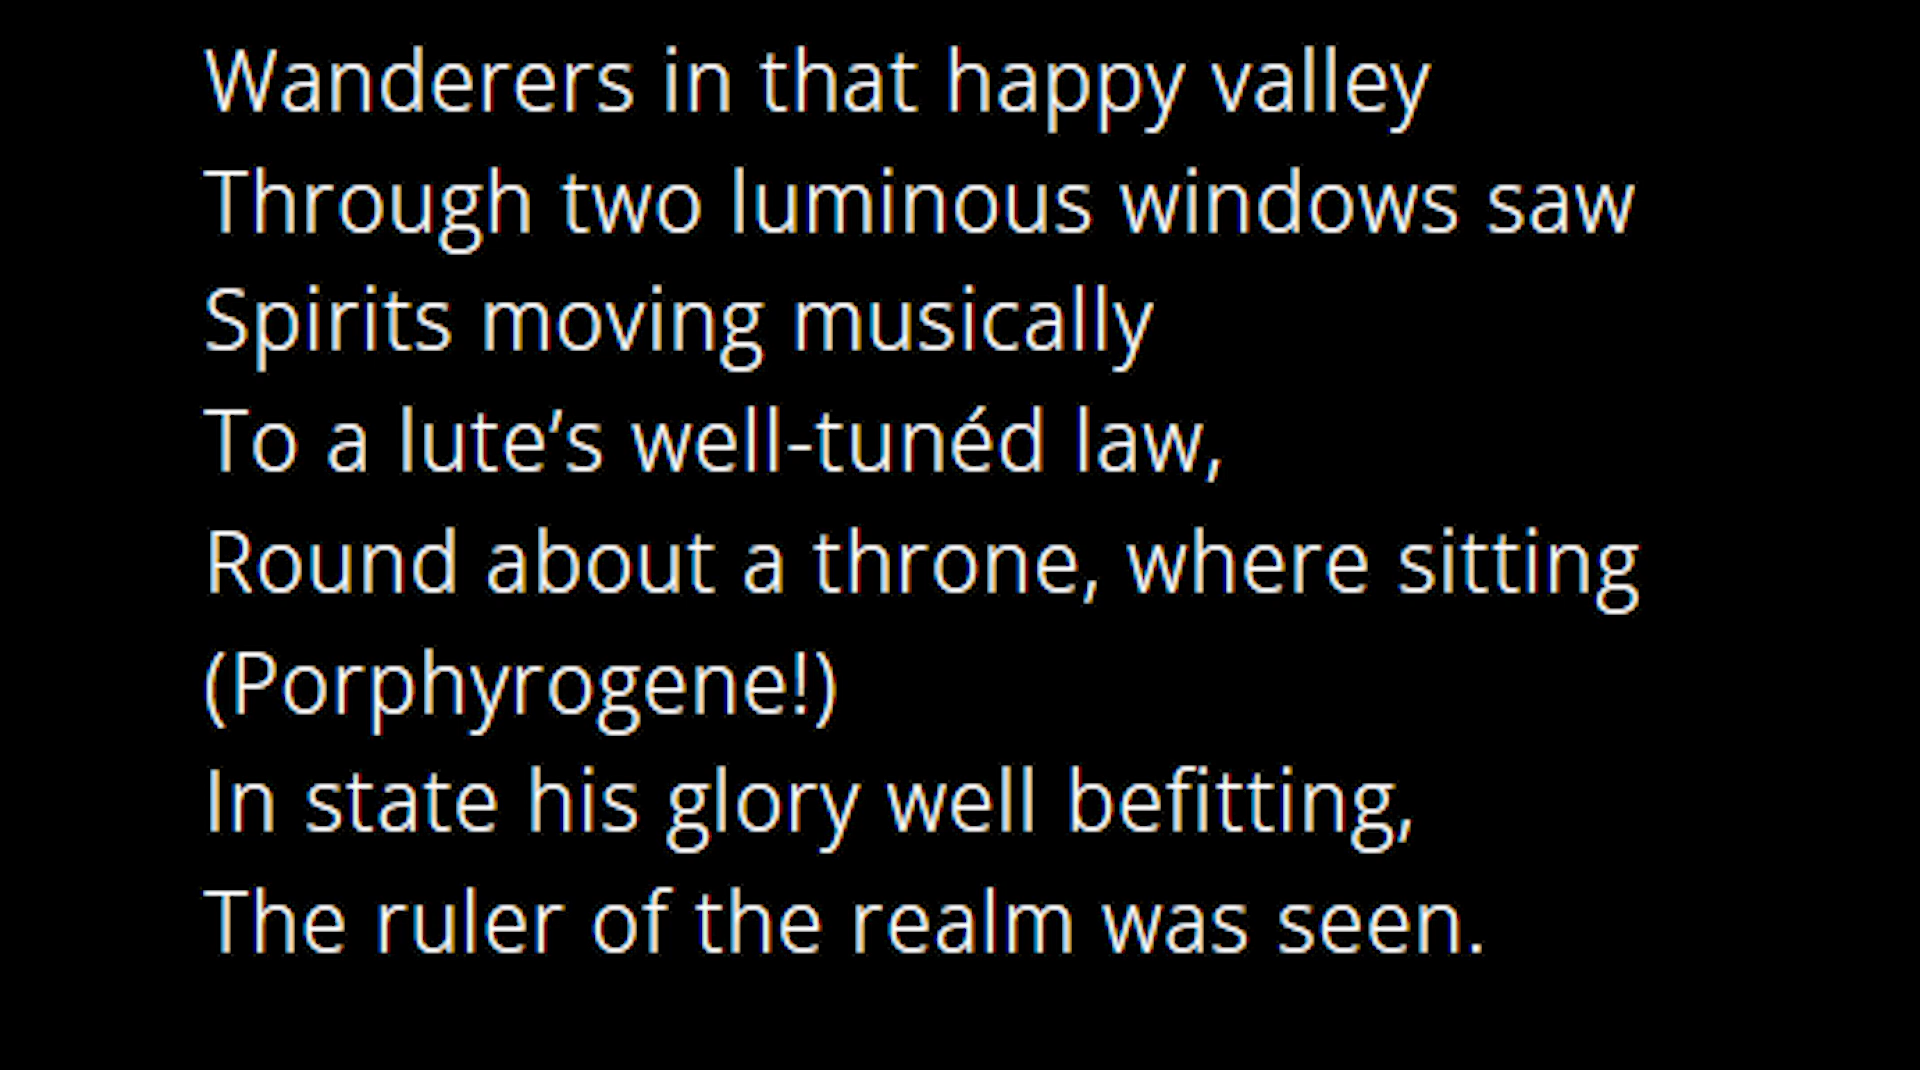 Wanderers in that happy valley
Through two luminous windows saw
Spirits moving musically
To a lute’s well-tunéd law,
Round about a throne, where sitting
(Porphyrogene!)
In state his glory well befitting,
The ruler of the realm was seen.